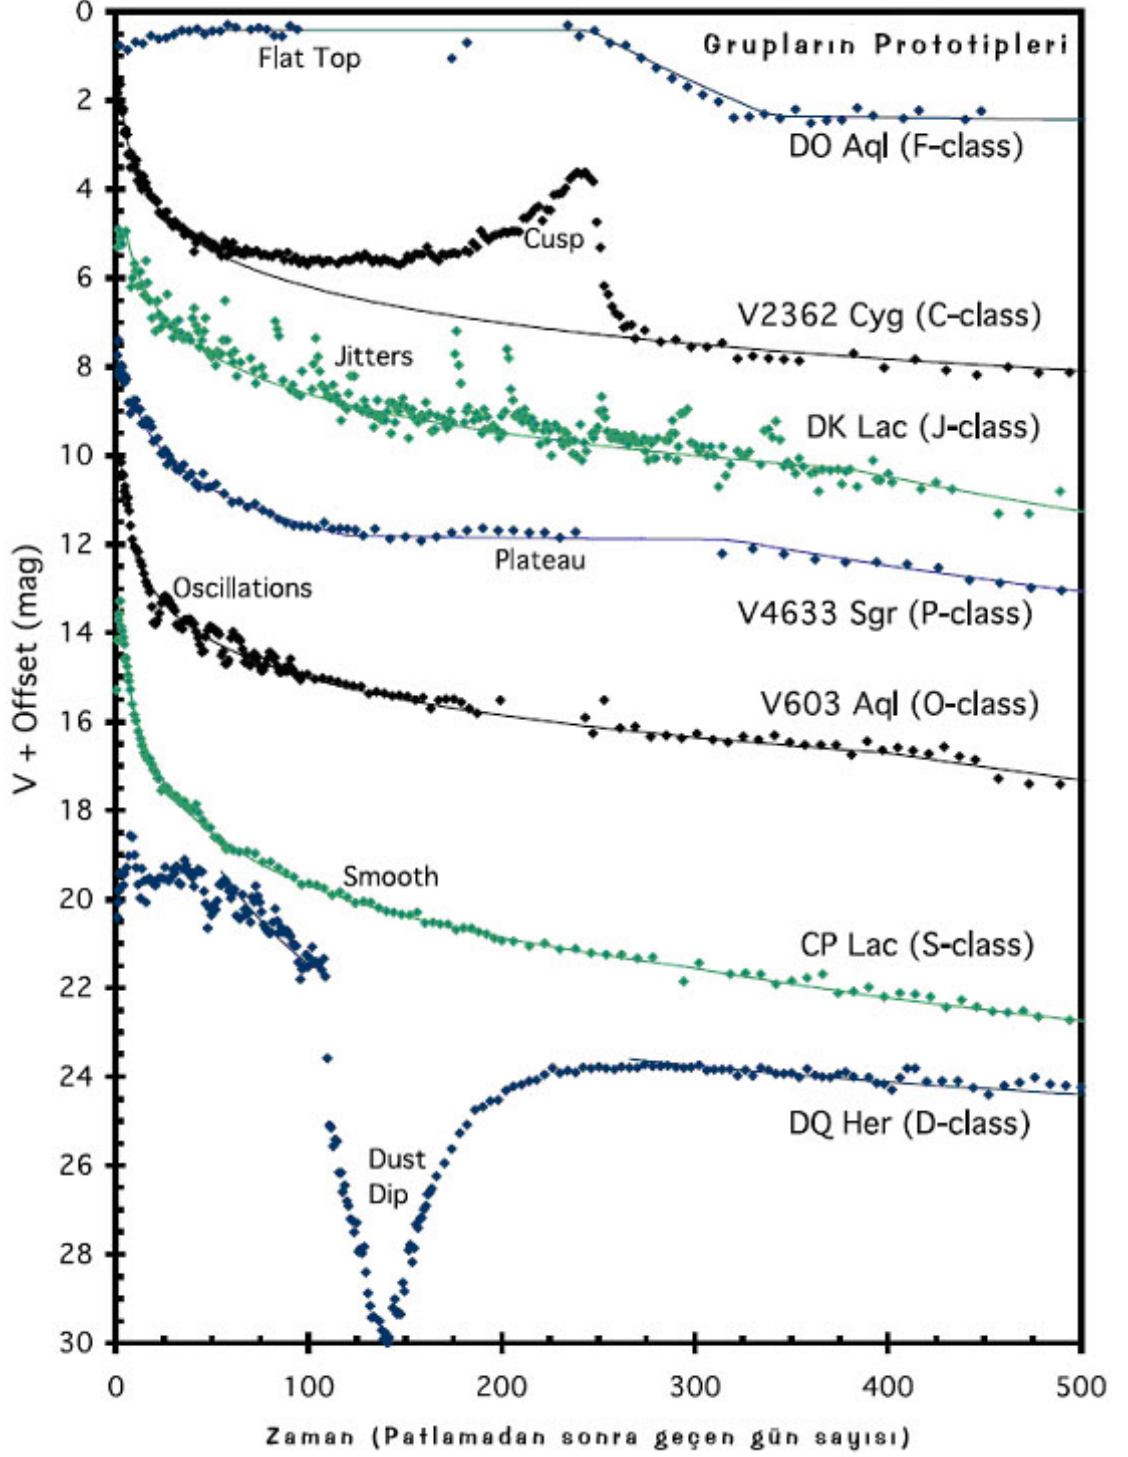 0
Grupların Prototipleri
Flat Top
2
DO Aql (F-class)
4
Cusp
6
V2362 Cyg (C-class)
Jitters
8
DK Lac (J-class)
10
12
Plateau
Oscillations
V4633 Sgr (P-class)
14
V603 Aql (O-class)
16
V + Offset (mag)
18
Smooth
20
CP Lac (S-class)
22
24
DQ Her (D-class)
Dust
Dip
26
28
30
0 100 200 300 400 500
Zaman (Patlamadan sonra geçen gün sayısı)